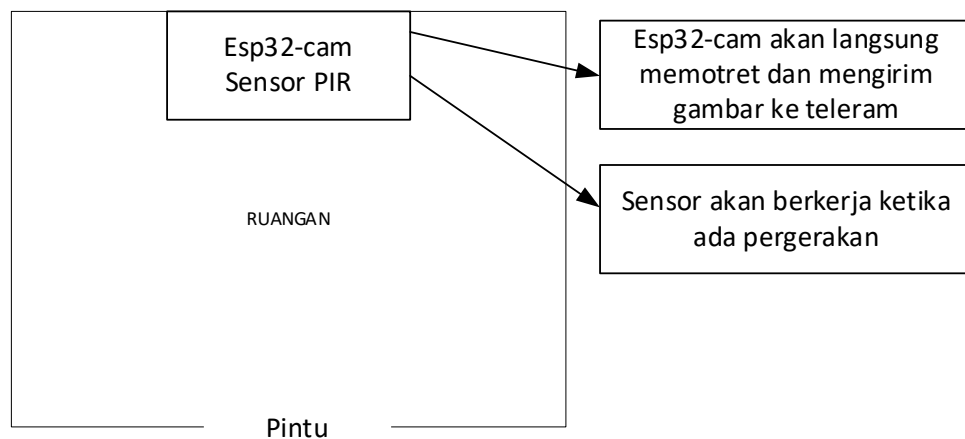 Esp32-cam
Sensor PIR
Esp32-cam akan langsung
memotret dan mengirim
gambar ke teleram
Sensor akan berkerja ketika
ada pergerakan
RUANGAN
Pintu